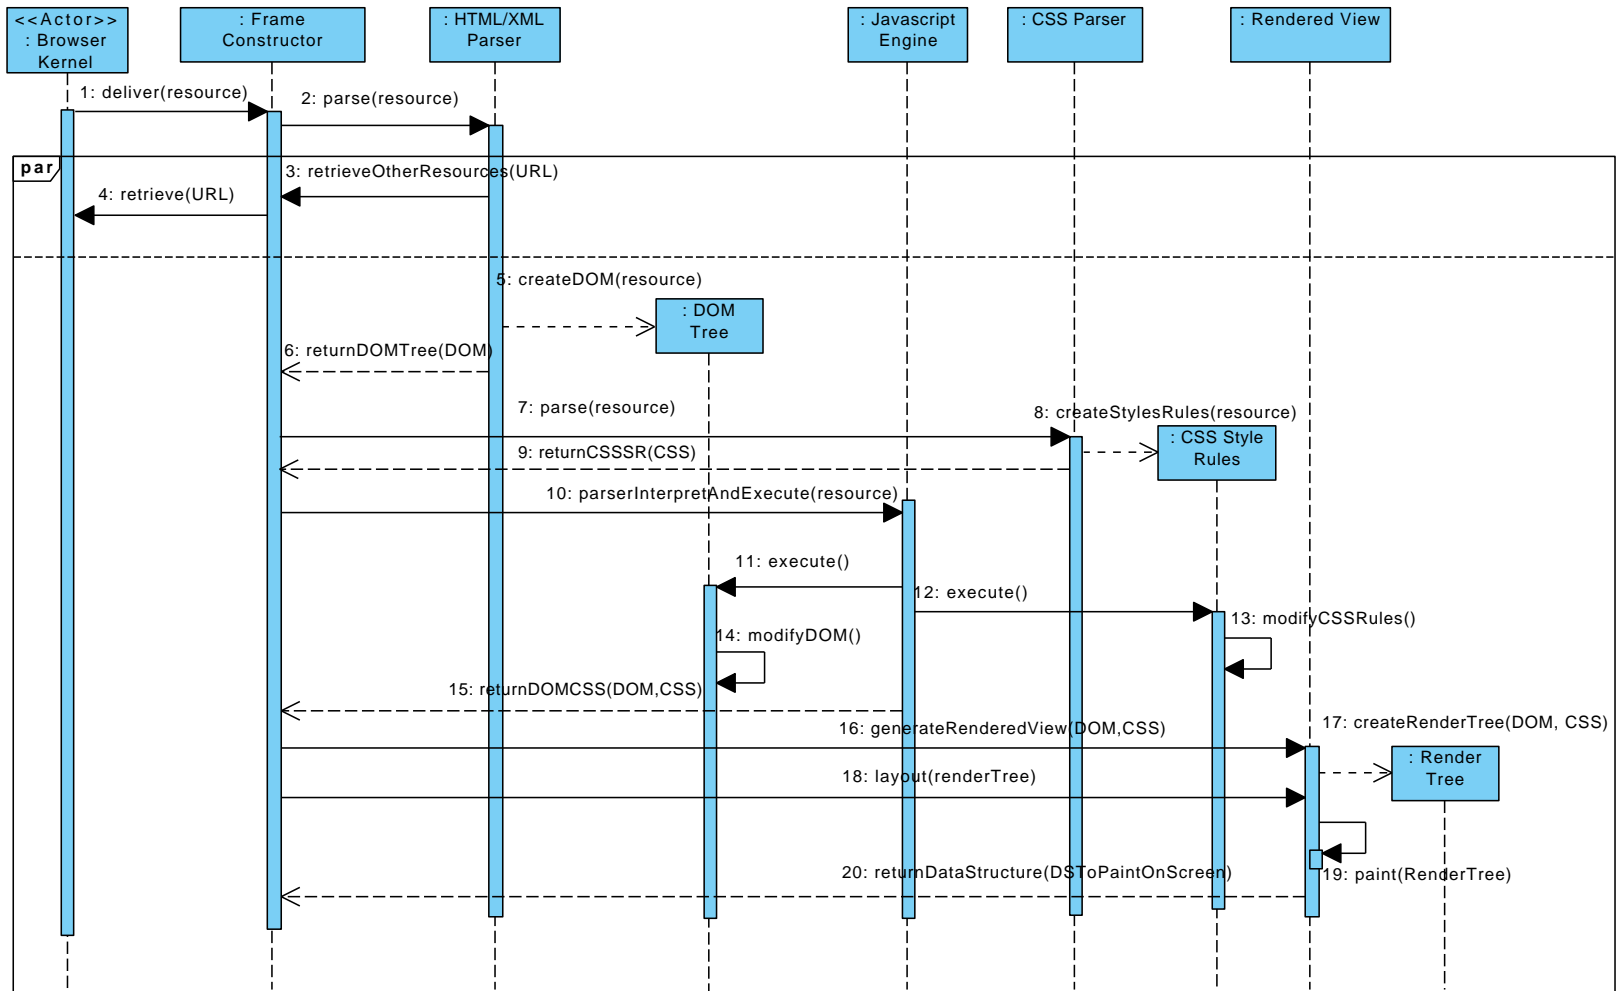 <<Actor>>
: Browser
Kernel
: Frame
Constructor
: HTML/XML
Parser
: Javascript
Engine
: CSS Parser
: Rendered View
1: deliver(resource)
2: parse(resource)
par
3: retrieveOtherResources(URL)
4: retrieve(URL)
5: createDOM(resource)
: DOM
Tree
6: returnDOMTree(DOM)
7: parse(resource)
8: createStylesRules(resource)
: CSS Style
Rules
9: returnCSSSR(CSS)
10: parserInterpretAndExecute(resource)
11: execute()
12: execute()
13: modifyCSSRules()
14: modifyDOM()
15: returnDOMCSS(DOM,CSS)
16: generateRenderedView(DOM,CSS)
17: createRenderTree(DOM, CSS)
: Render
Tree
18: layout(renderTree)
20: returnDataStructure(DSToPaintOnScreen)
19: paint(RenderTree)